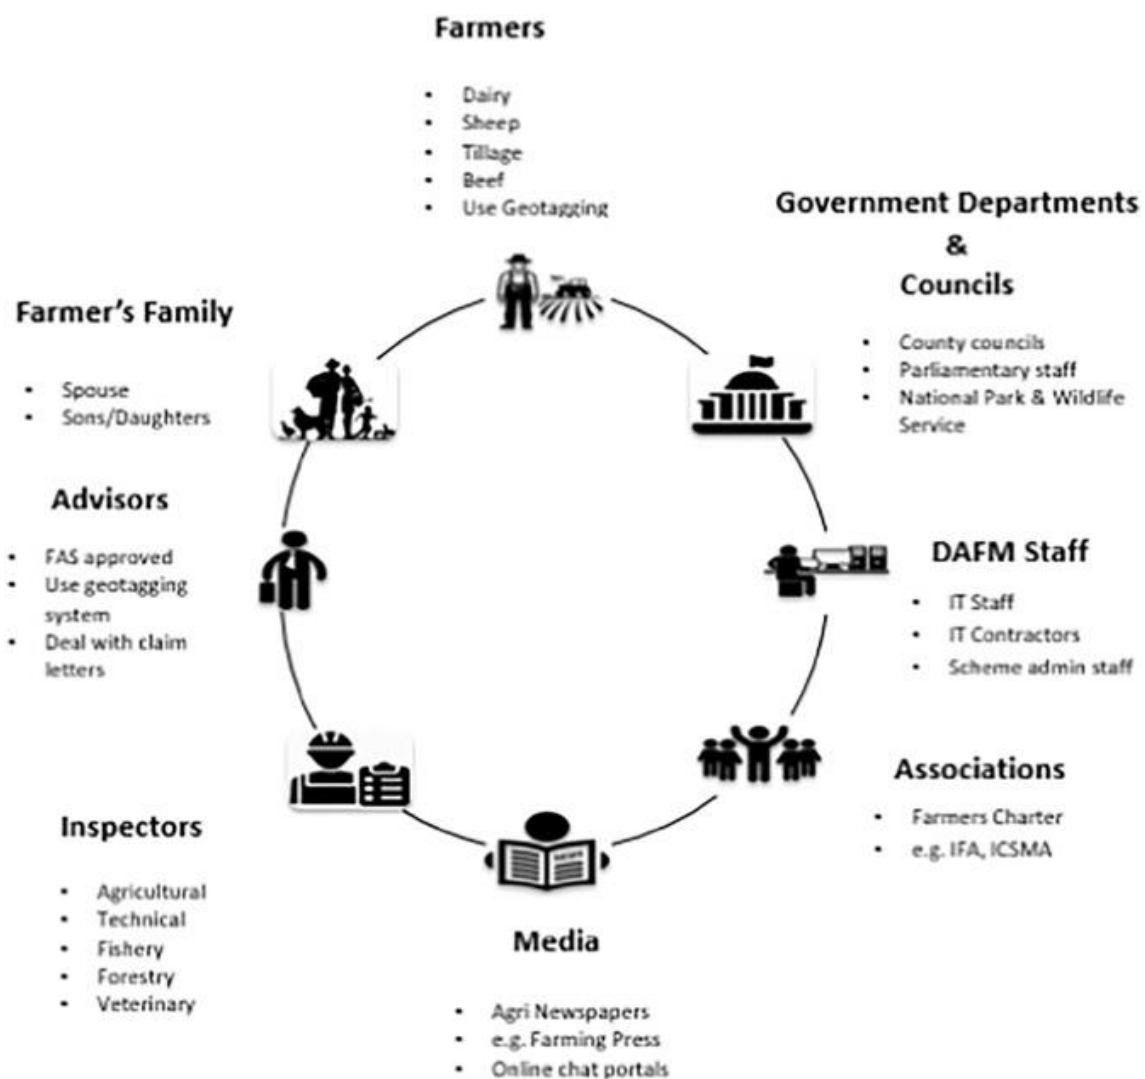 Farmers
• Dairy
• Sheep
• Tillage
• Beef
• Use Geotagging
Government Departments
&
Councils
• County councils
• Parliamentary staff
• National Park & Wildlife
Service
DAFM Staff
• IT Staff
• IT Contractors
• Scheme admin staff
Associations
• Farmers Charter
• e.g. IFA, ICSMA
Media
• Agri Newspapers
• e.g. Farming Press
• Online chat portals
Inspectors
• Agricultural
• Technical
• Fishery
• Forestry
• Veterinary
Advisors
• FAS approved
• Use geotagging
system
• Deal with claim
letters
Farmer's Family
• Spouse
• Sons/Daughters